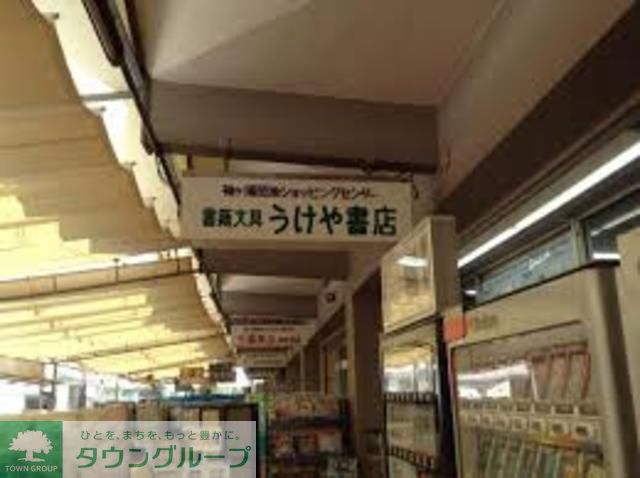 袖ヶ浦団地ショッピングセンター
書籍文具 うけや書店
TOWN GROUP
ひとを、まちを、もっと豊かに。
タウングループ